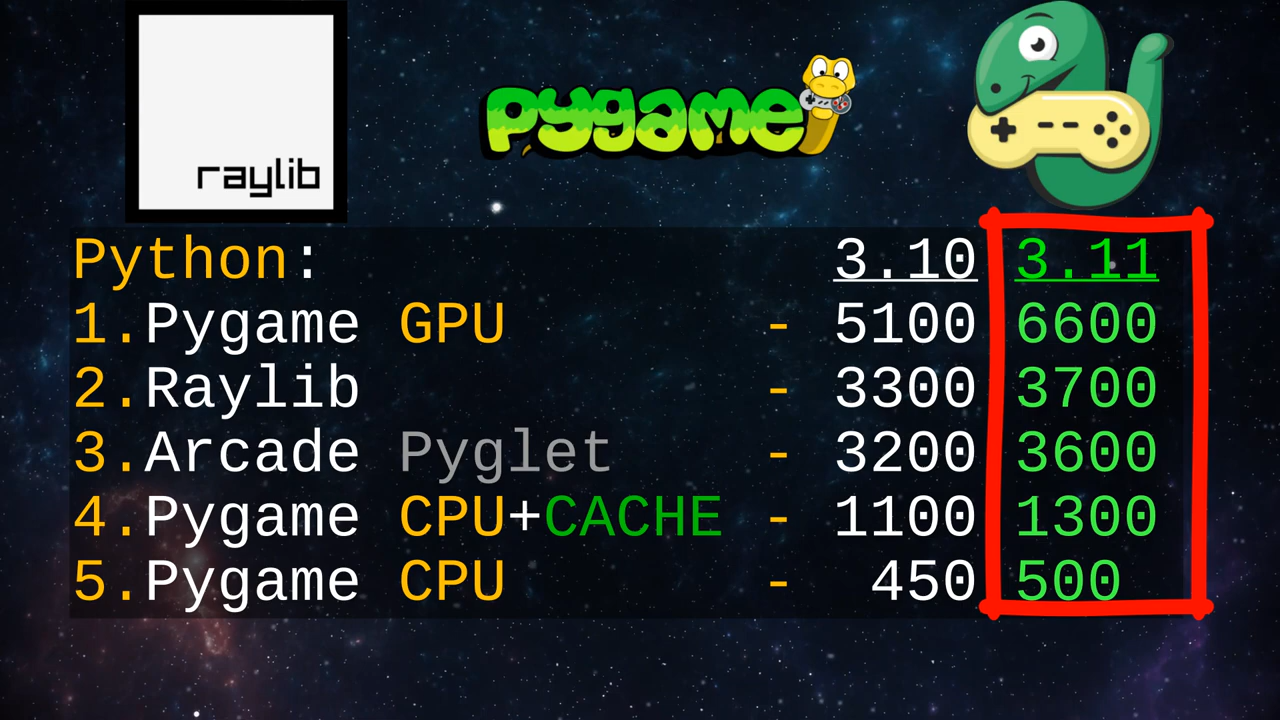 raylib
pygame
Python: 3.10 3.11
1.Pygame GPU - 5100 6600
2.Raylib - 3300 3700
3.Arcade Pyglet - 3200 3600
4.Pygame CPU+CACHE - 1100 1300
5.Pygame CPU - 450 500